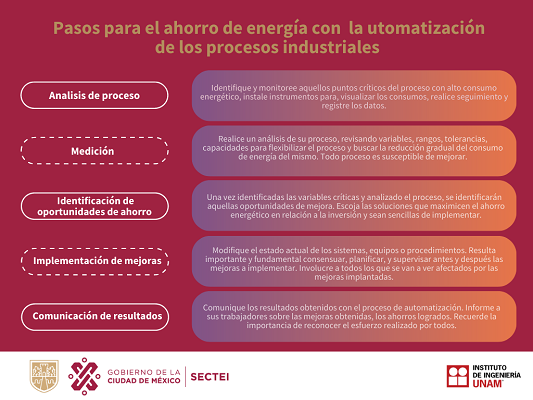 Pasos para el ahorro de energía con la utomatización
de los procesos industriales
Analisis de proceso
Identifique y monitoree aquellos puntos críticos del proceso con alto consumo
energético, instale instrumentos para, visualizar los consumos, realice seguimiento y
registre los datos.
Medición
Realice un análisis de su proceso, revisando variables, rangos, tolerancias,
capacidades para flexibilizar el proceso y buscar la reducción gradual del consumo
de energía del mismo. Todo proceso es susceptible de mejorar.
Identificación de
oportunidades de ahorro
Una vez identificadas las variables críticas y analizado el proceso, se identificarán
aquellas oportunidades de mejora. Escoja las soluciones que maximicen el ahorro
energético en relación a la inversión y sean sencillas de implementar.
Implementación de mejoras
Modifique el estado actual de los sistemas, equipos o procedimientos. Resulta
importante y fundamental consensuar, planificar, y supervisar antes y después las
mejoras a implementar. Involucre a todos los que se van a ver afectados por las
mejoras implantadas.
Comunicación de resultados
Comunique los resultados obtenidos con el proceso de automatización. Informe a
sus trabajadores sobre las mejoras obtenidas, los ahorros logrados. Recuerde la
importancia de reconocer el esfuerzo realizado por todos.
GOBIERNO DE LA
CIUDAD DE MÉXICO
SECTEI
INSTITUTO
DE INGENIERÍA
UNAM